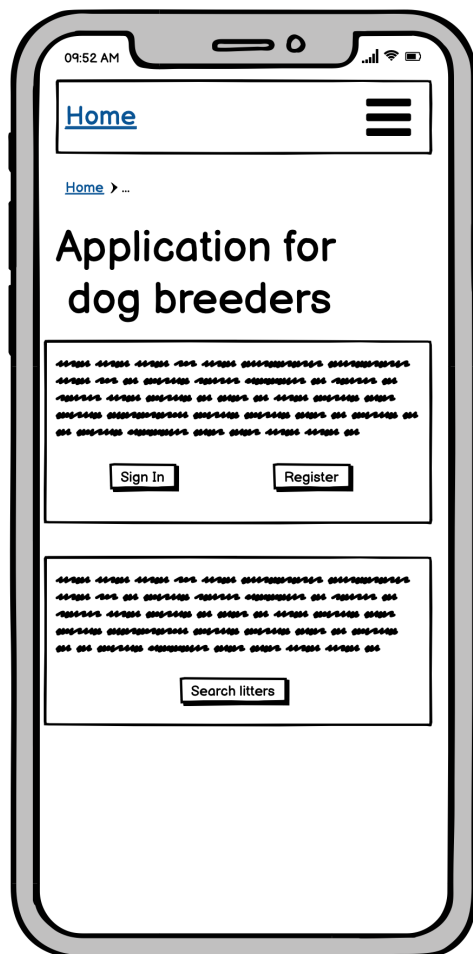 09:52 AM
Home
Home > ...
Application for
dog breeders
Sign In Register
Search litters